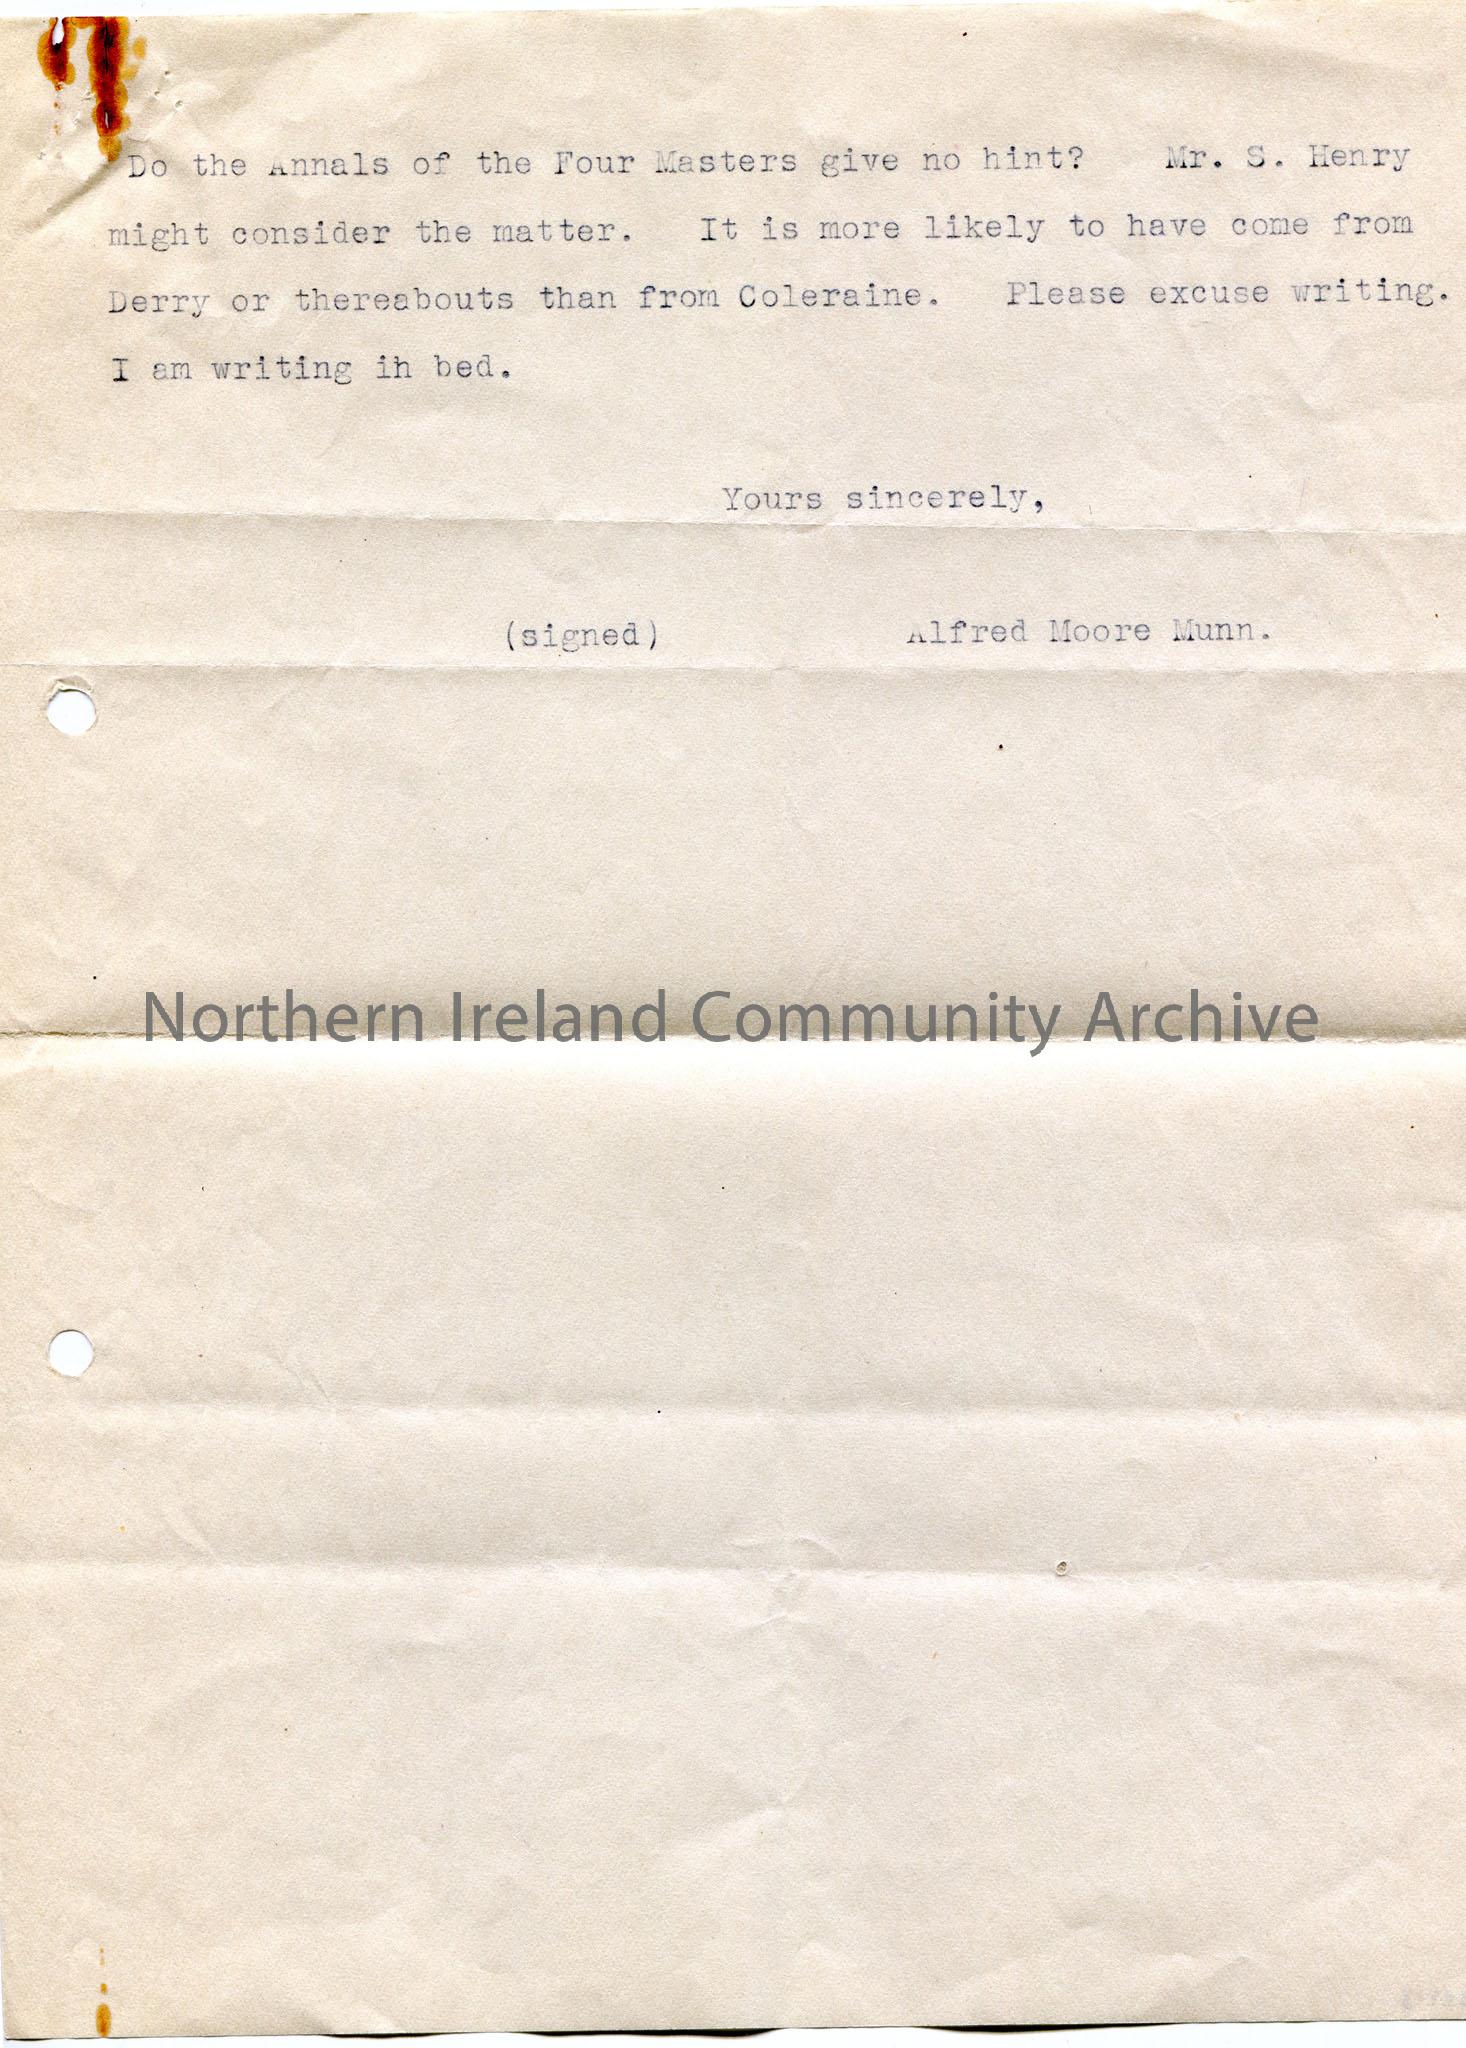 Do the Annals of the Four Masters give no hint? Mr. S. Henry
might consider the matter. It is more likely to have come from
Derry or thereabouts than from Coleraine. Please excuse writing.
I am writing ih bed.
Yours sincerely,
(signed) Alfred Moore Munn.
Northern Ireland Community Archive